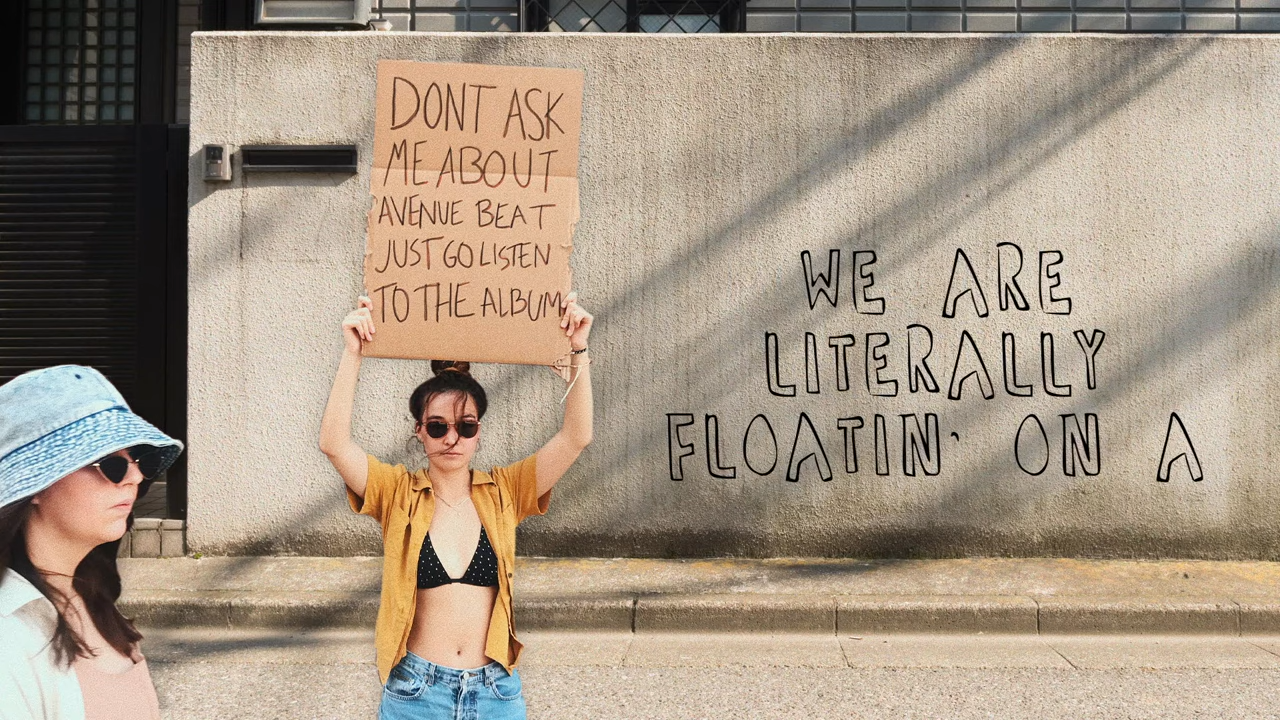 DONT ASK
ME ABOUT
AVENUE BEAT
JUST GO LISTEN
TO THE ALBUM
WE ARE
LITERALLY
FLOATIN' ON A